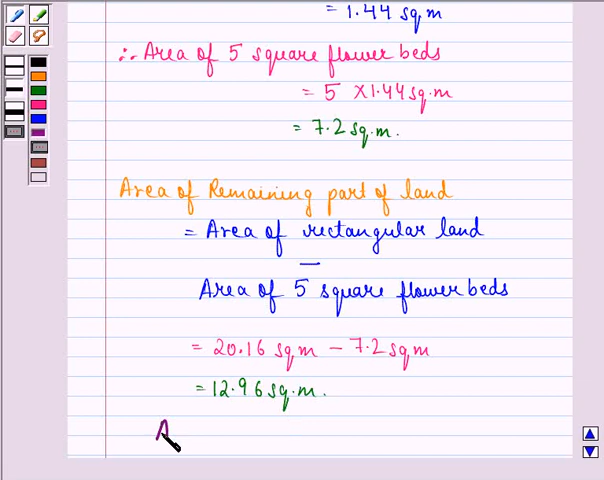 = 1.44 sq.m
∴ Area of 5 square flower beds
= 5 × 1.44 sq.m
= 7.2 sq.m.
Area of Remaining part of land
= Area of rectangular land
−
Area of 5 square flower beds
= 20.16 sq m − 7.2 sq m
= 12.96 sq.m.
A